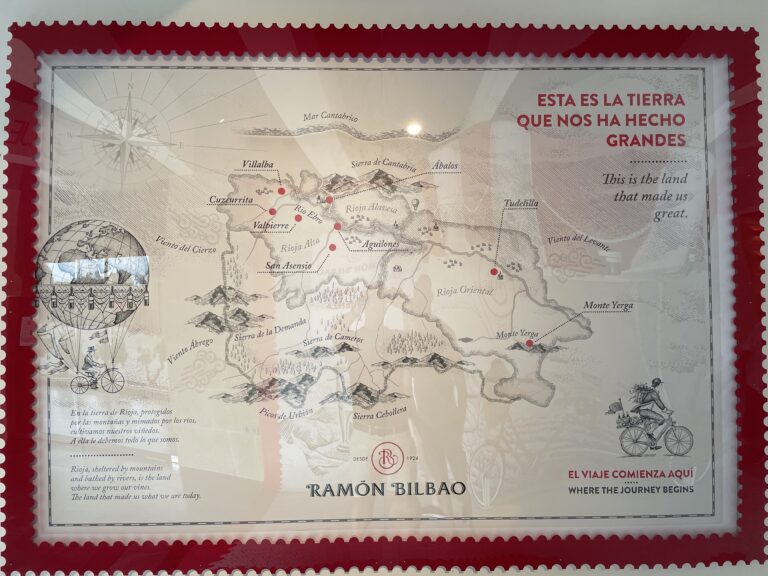 ESTA ES LA TIERRA
QUE NOS HA HECHO
GRANDES
This is the land
that made us
great.
N
Mar Cantabrico
Villalba
Sierra de Cantabria
Ábalos
Cuzcurrita
Rio Ebro
Rioja Alavesa
Tudelilla
Valpierre
Viento del Cierzo
Rioja Alta
Aguilones
Viento del Levante
San Asensio
Rioja Oriental
Monte Yerga
Sierra de la Demanda
Monte Yerga
Viento Ábrego
Sierra de Cameros
Picos de Urbión
Sierra Cebollera
En la tierra de Rioja, protegidos
por las montañas y mimados por los ríos,
cultivamos nuestros viñedos.
A ella le debemos todo lo que somos.
Rioja, sheltered by mountains
and bathed by rivers, is the land
where we grow our vines.
The land that made us what we are today.
DESDE
1924
RAMÓN BILBAO
EL VIAJE COMIENZA AQUÍ
WHERE THE JOURNEY BEGINS